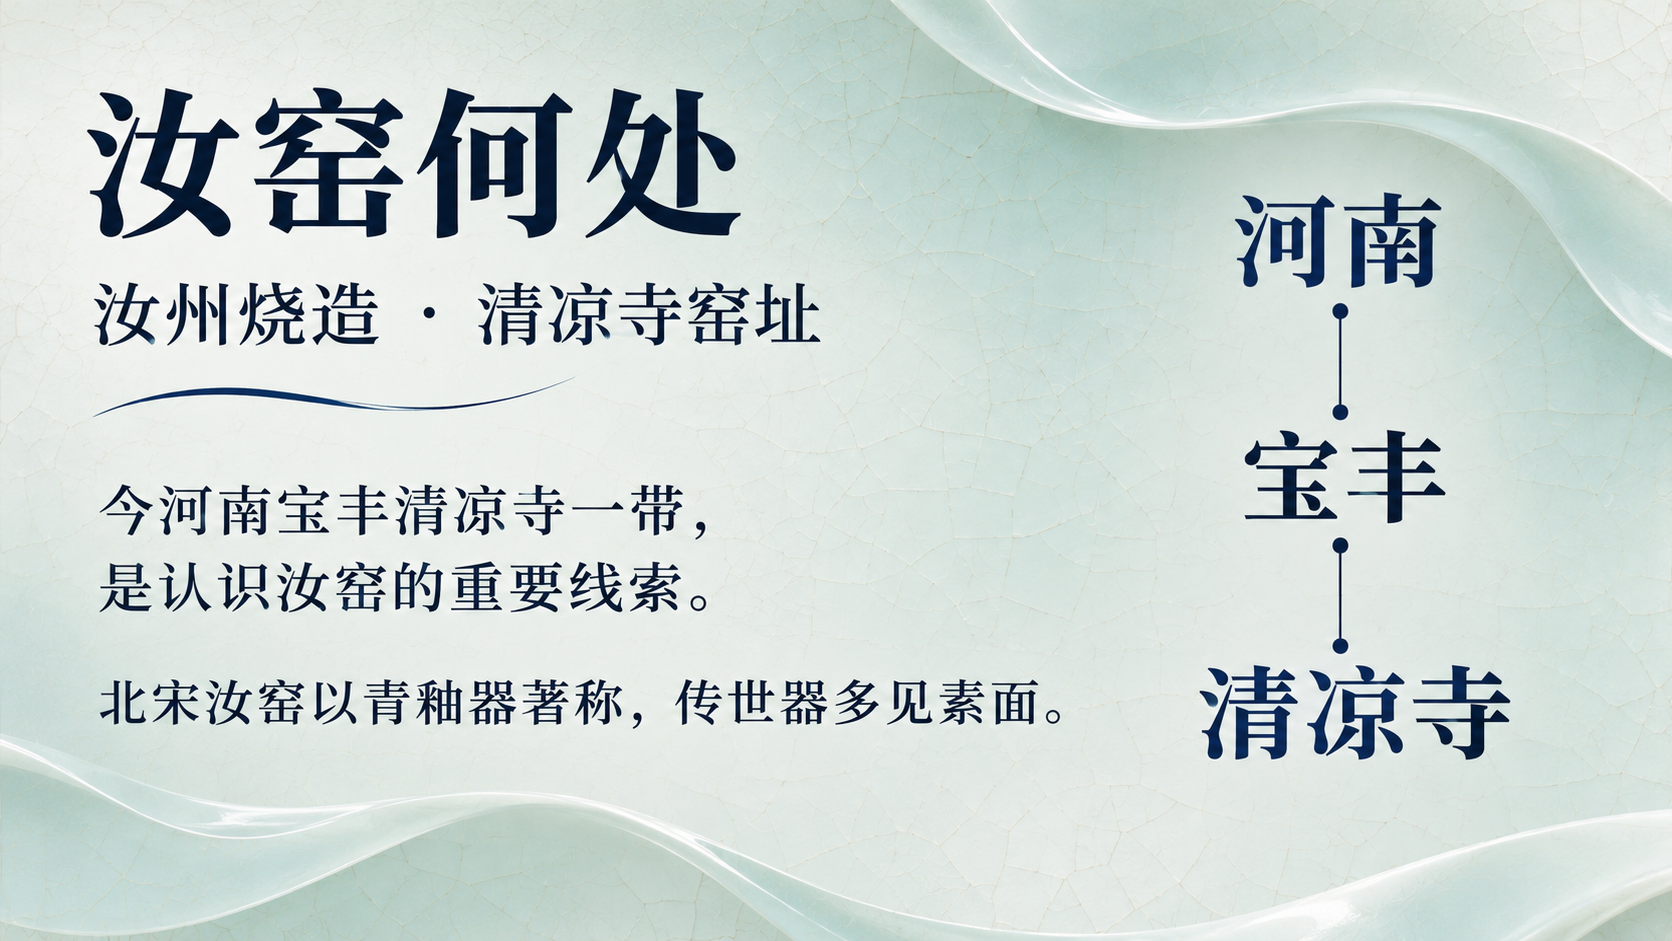 汝窑何处
汝州烧造 · 清凉寺窑址
今河南宝丰清凉寺一带，
是认识汝窑的重要线索。
北宋汝窑以青釉器著称，传世器多见素面。
河南
宝丰
清凉寺